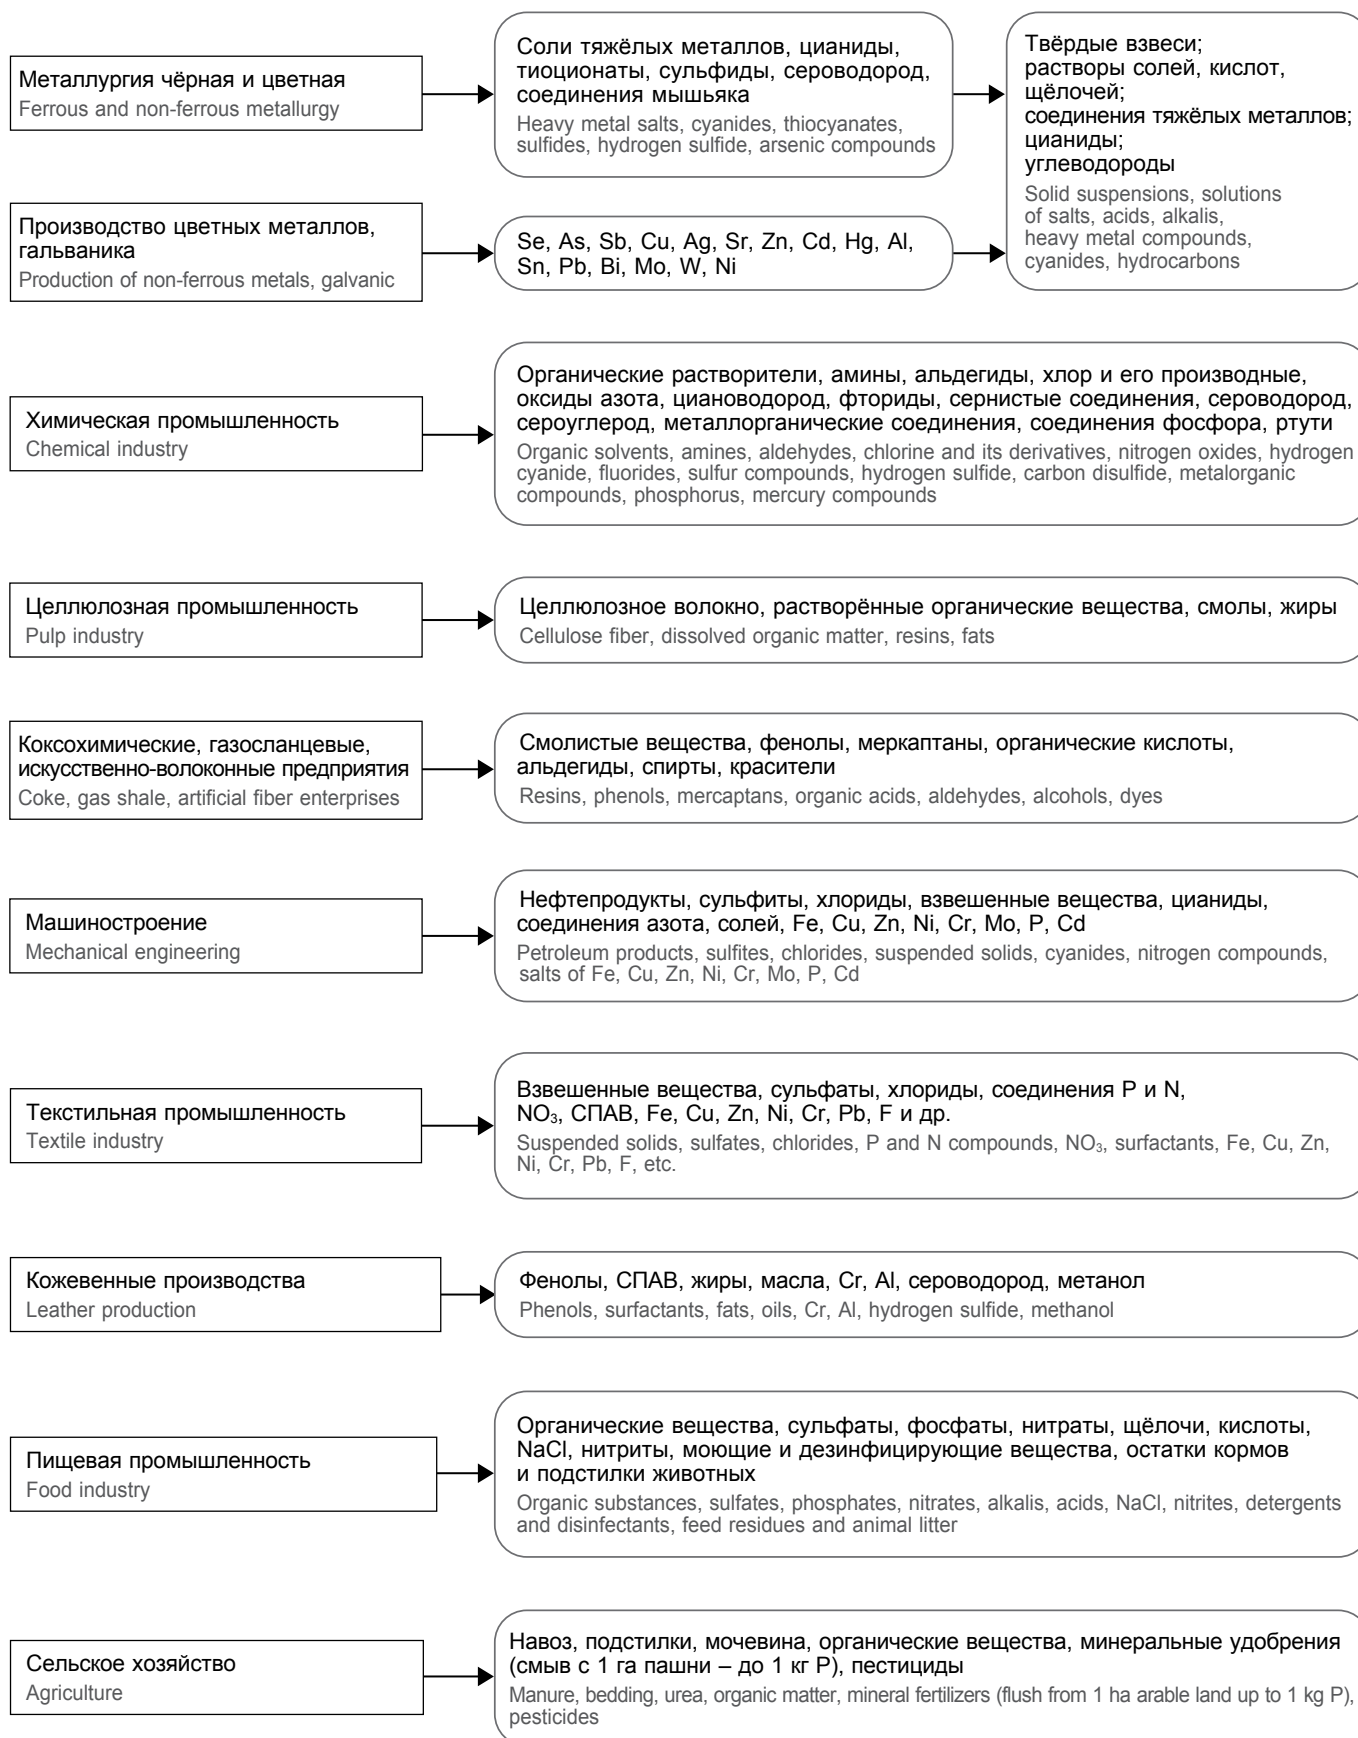 Металлургия чёрная и цветная
Ferrous and non-ferrous metallurgy
Соли тяжёлых металлов, цианиды,
тиоционаты, сульфиды, сероводород,
соединения мышьяка
Heavy metal salts, cyanides, thiocyanates,
sulfides, hydrogen sulfide, arsenic compounds
Твёрдые взвеси;
растворы солей, кислот,
щёлочей;
соединения тяжёлых металлов;
цианиды;
углеводороды
Solid suspensions, solutions
of salts, acids, alkalis,
heavy metal compounds,
cyanides, hydrocarbons
Производство цветных металлов,
гальваника
Production of non-ferrous metals, galvanic
Se, As, Sb, Cu, Ag, Sr, Zn, Cd, Hg, Al,
Sn, Pb, Bi, Mo, W, Ni
Химическая промышленность
Chemical industry
Органические растворители, амины, альдегиды, хлор и его производные,
оксиды азота, циановодород, фториды, сернистые соединения, сероводород,
сероуглерод, металлорганические соединения, соединения фосфора, ртути
Organic solvents, amines, aldehydes, chlorine and its derivatives, nitrogen oxides, hydrogen
cyanide, fluorides, sulfur compounds, hydrogen sulfide, carbon disulfide, metalorganic
compounds, phosphorus, mercury compounds
Целлюлозная промышленность
Pulp industry
Целлюлозное волокно, растворённые органические вещества, смолы, жиры
Cellulose fiber, dissolved organic matter, resins, fats
Коксохимические, газосланцевые,
искусственно-волоконные предприятия
Coke, gas shale, artificial fiber enterprises
Смолистые вещества, фенолы, меркаптаны, органические кислоты,
альдегиды, спирты, красители
Resins, phenols, mercaptans, organic acids, aldehydes, alcohols, dyes
Машиностроение
Mechanical engineering
Нефтепродукты, сульфиты, хлориды, взвешенные вещества, цианиды,
соединения азота, солей, Fe, Cu, Zn, Ni, Cr, Mo, P, Cd
Petroleum products, sulfites, chlorides, suspended solids, cyanides, nitrogen compounds,
salts of Fe, Cu, Zn, Ni, Cr, Mo, P, Cd
Текстильная промышленность
Textile industry
Взвешенные вещества, сульфаты, хлориды, соединения P и N,
NO₃, СПАВ, Fe, Cu, Zn, Ni, Cr, Pb, F и др.
Suspended solids, sulfates, chlorides, P and N compounds, NO₃, surfactants, Fe, Cu, Zn,
Ni, Cr, Pb, F, etc.
Кожевенные производства
Leather production
Фенолы, СПАВ, жиры, масла, Cr, Al, сероводород, метанол
Phenols, surfactants, fats, oils, Cr, Al, hydrogen sulfide, methanol
Пищевая промышленность
Food industry
Органические вещества, сульфаты, фосфаты, нитраты, щёлочи, кислоты,
NaCl, нитриты, моющие и дезинфицирующие вещества, остатки кормов
и подстилки животных
Organic substances, sulfates, phosphates, nitrates, alkalis, acids, NaCl, nitrites, detergents
and disinfectants, feed residues and animal litter
Сельское хозяйство
Agriculture
Навоз, подстилки, мочевина, органические вещества, минеральные удобрения
(смыв с 1 га пашни – до 1 кг P), пестициды
Manure, bedding, urea, organic matter, mineral fertilizers (flush from 1 ha arable land up to 1 kg P),
pesticides